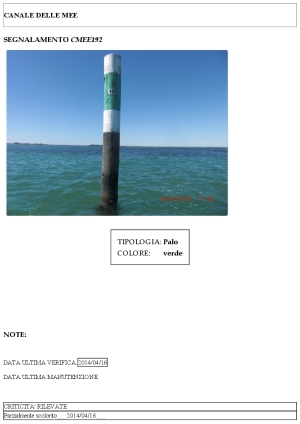 CANALE DELLE MEE
SEGNALAMENTO CMEE192
TIPOLOGIA: Palo
COLORE: verde
NOTE:
DATA ULTIMA VERIFICA 2014/04/16
DATA ULTIMA MANUTENZIONE
CRITICITA' RILEVATE
Parzialmente scolorito 2014/04/16